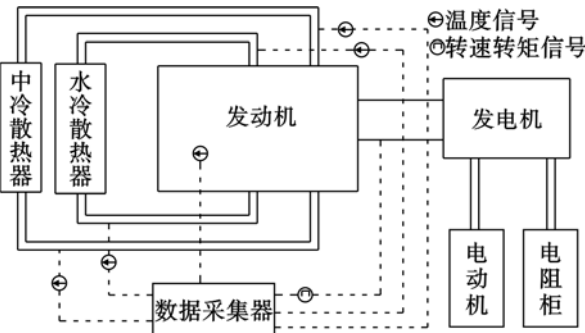 温度信号
转速转矩信号
中冷散热器
水冷散热器
发动机
发电机
电动机
电阻柜
数据采集器